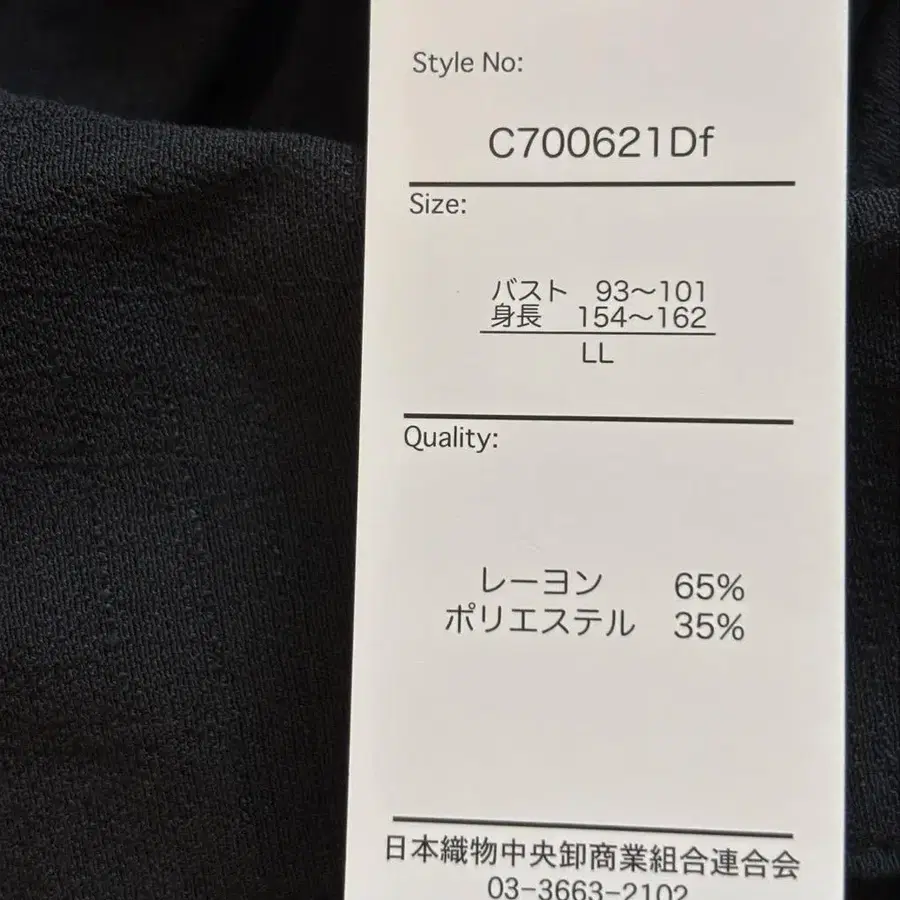 Style No:
C700621Df
Size:
バスト 93〜101
身長 154〜162
LL
Quality:
レーヨン 65%
ポリエステル 35%
日本織物中央卸商業組合連合会
03-3663-2102